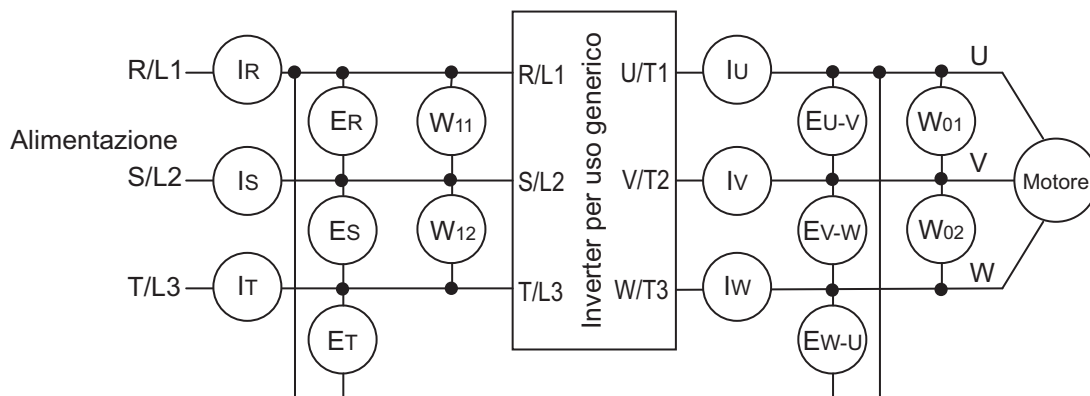 R/L1 IR R/L1 U/T1 IU U
ER W11 EU-V W01
Alimentazione
S/L2 IS S/L2 V/T2 IV V Motore
ES W12 EV-W W02
T/L3 IT T/L3 W/T3 IW W
ET EW-U
Inverter per uso generico